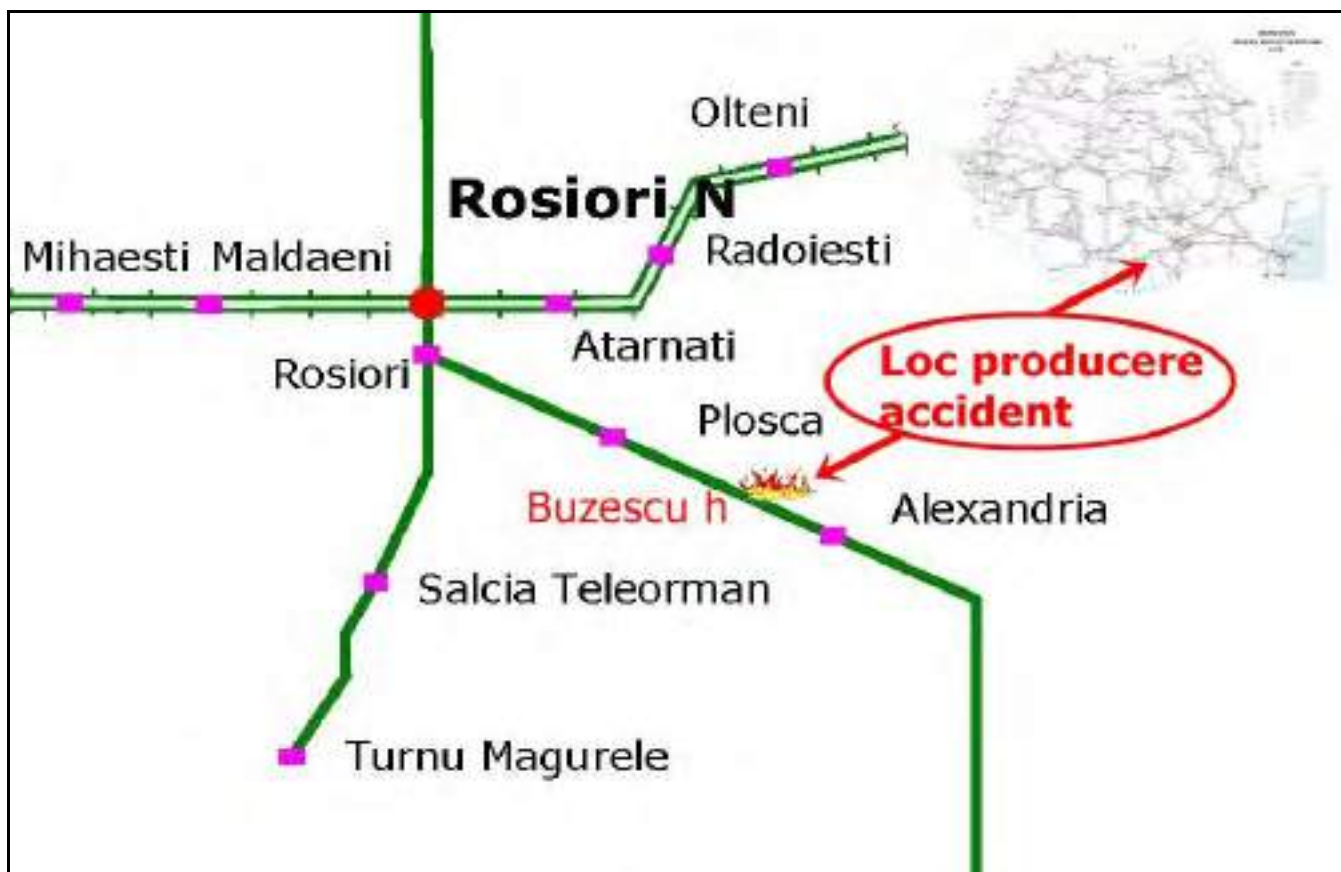 Olteni
Rosiori N
Mihaesti Maldaeni
Radoiesti
Atarnati
Rosiori
Loc producere
accident
Plosca
Buzescu h
Alexandria
Salcia Teleorman
Turnu Magurele